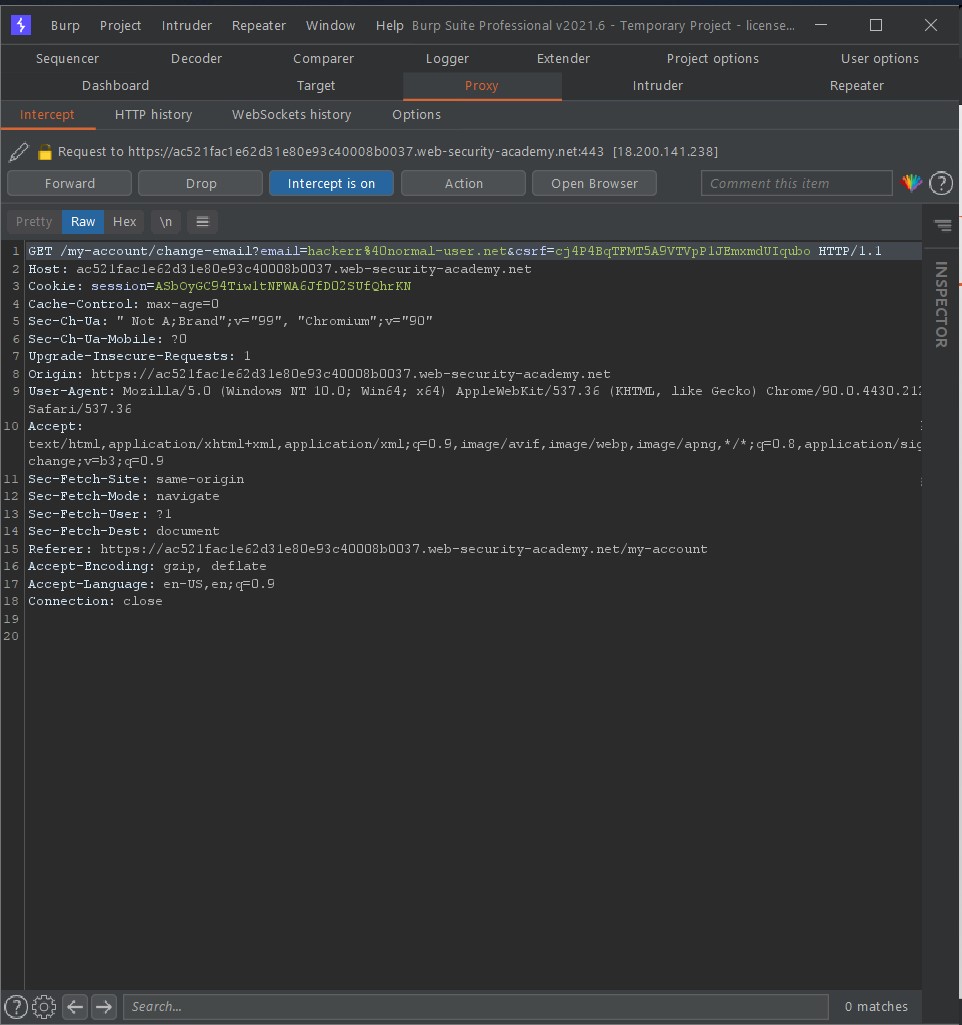 Burp Project Intruder Repeater Window Help Burp Suite Professional v2021.6 - Temporary Project - license...
Sequencer Decoder Comparer Logger Extender Project options User options
Dashboard Target Proxy Intruder Repeater
Intercept HTTP history WebSockets history Options
Request to https://ac521fac1e62d31e80e93c40008b0037.web-security-academy.net:443 [18.200.141.238]
Forward Drop Intercept is on Action Open Browser Comment this item ?
Pretty Raw Hex \n
INSPECTOR
1 GET /my-account/change-email?email=hackerr%40normal-user.net&csrf=cj4P4BqTFMT5A9VTVpPlJEmxmdUIqubo HTTP/1.1
2 Host: ac521fac1e62d31e80e93c40008b0037.web-security-academy.net
3 Cookie: session=ASbOyGC94TiwltNFWA6JfDO2SUfQhrKN
4 Cache-Control: max-age=0
5 Sec-Ch-Ua: " Not A;Brand";v="99", "Chromium";v="90"
6 Sec-Ch-Ua-Mobile: ?0
7 Upgrade-Insecure-Requests: 1
8 Origin: https://ac521fac1e62d31e80e93c40008b0037.web-security-academy.net
9 User-Agent: Mozilla/5.0 (Windows NT 10.0; Win64; x64) AppleWebKit/537.36 (KHTML, like Gecko) Chrome/90.0.4430.212
Safari/537.36
10 Accept:
text/html,application/xhtml+xml,application/xml;q=0.9,image/avif,image/webp,image/apng,*/*;q=0.8,application/sig
change;v=b3;q=0.9
11 Sec-Fetch-Site: same-origin
12 Sec-Fetch-Mode: navigate
13 Sec-Fetch-User: ?1
14 Sec-Fetch-Dest: document
15 Referer: https://ac521fac1e62d31e80e93c40008b0037.web-security-academy.net/my-account
16 Accept-Encoding: gzip, deflate
17 Accept-Language: en-US,en;q=0.9
18 Connection: close
19
20
? Search... 0 matches